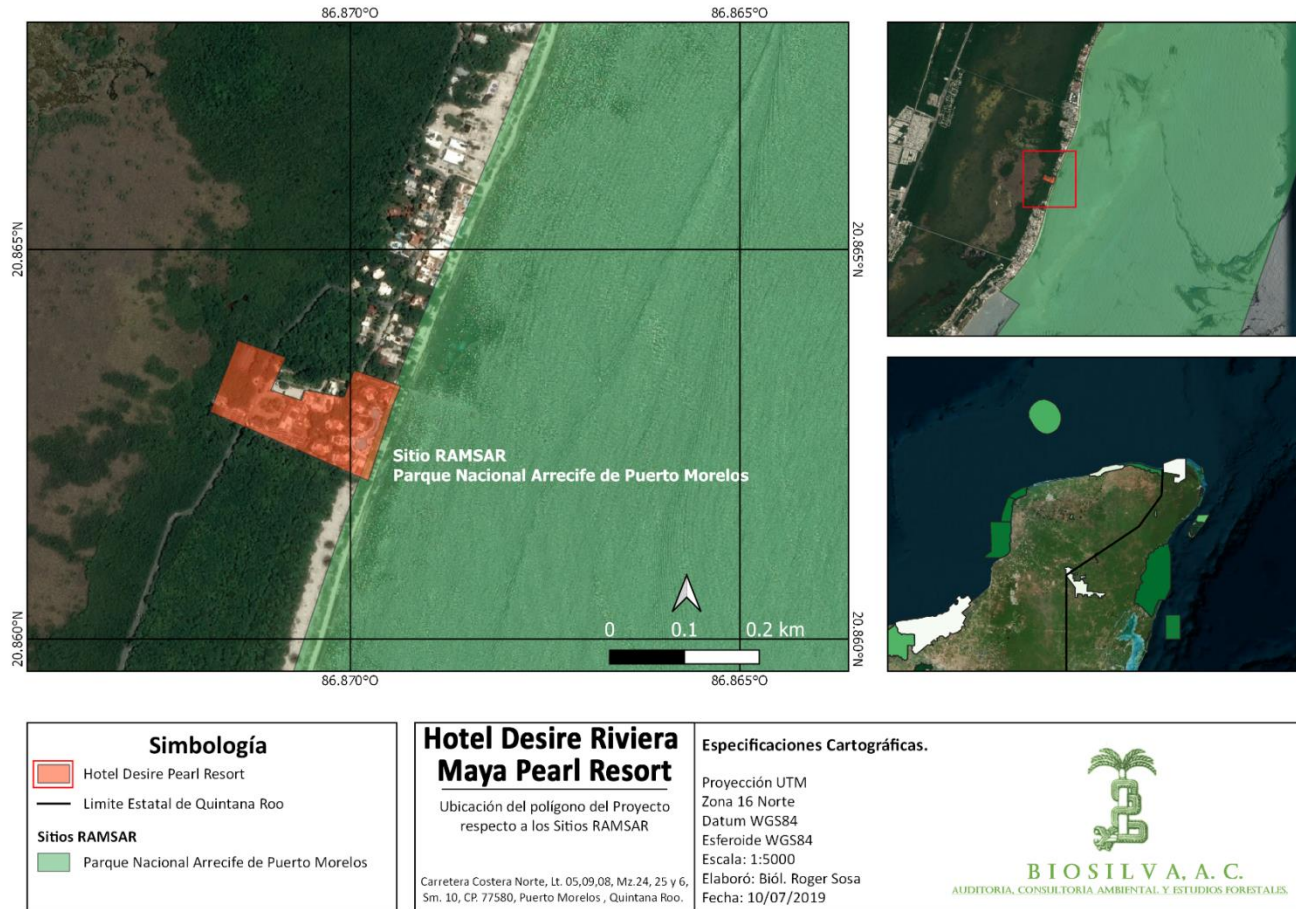 86.870°O
86.865°O
20.865°N
20.865°N
Sitio RAMSAR
Parque Nacional Arrecife de Puerto Morelos
0 0.1 0.2 km
20.860°N
20.860°N
86.870°O
86.865°O
Simbología
Hotel Desire Pearl Resort
Limite Estatal de Quintana Roo
Sitios RAMSAR
Parque Nacional Arrecife de Puerto Morelos
Hotel Desire Riviera
Maya Pearl Resort
Ubicación del polígono del Proyecto
respecto a los Sitios RAMSAR
Carretera Costera Norte, Lt. 05,09,08, Mz.24, 25 y 6,
Sm. 10, CP. 77580, Puerto Morelos , Quintana Roo.
Especificaciones Cartográficas.
Proyección UTM
Zona 16 Norte
Datum WGS84
Esferoide WGS84
Escala: 1:5000
Elaboró: Biól. Roger Sosa
Fecha: 10/07/2019
BIOSILVA, A. C.
AUDITORIA, CONSULTORIA AMBIENTAL Y ESTUDIOS FORESTALES.